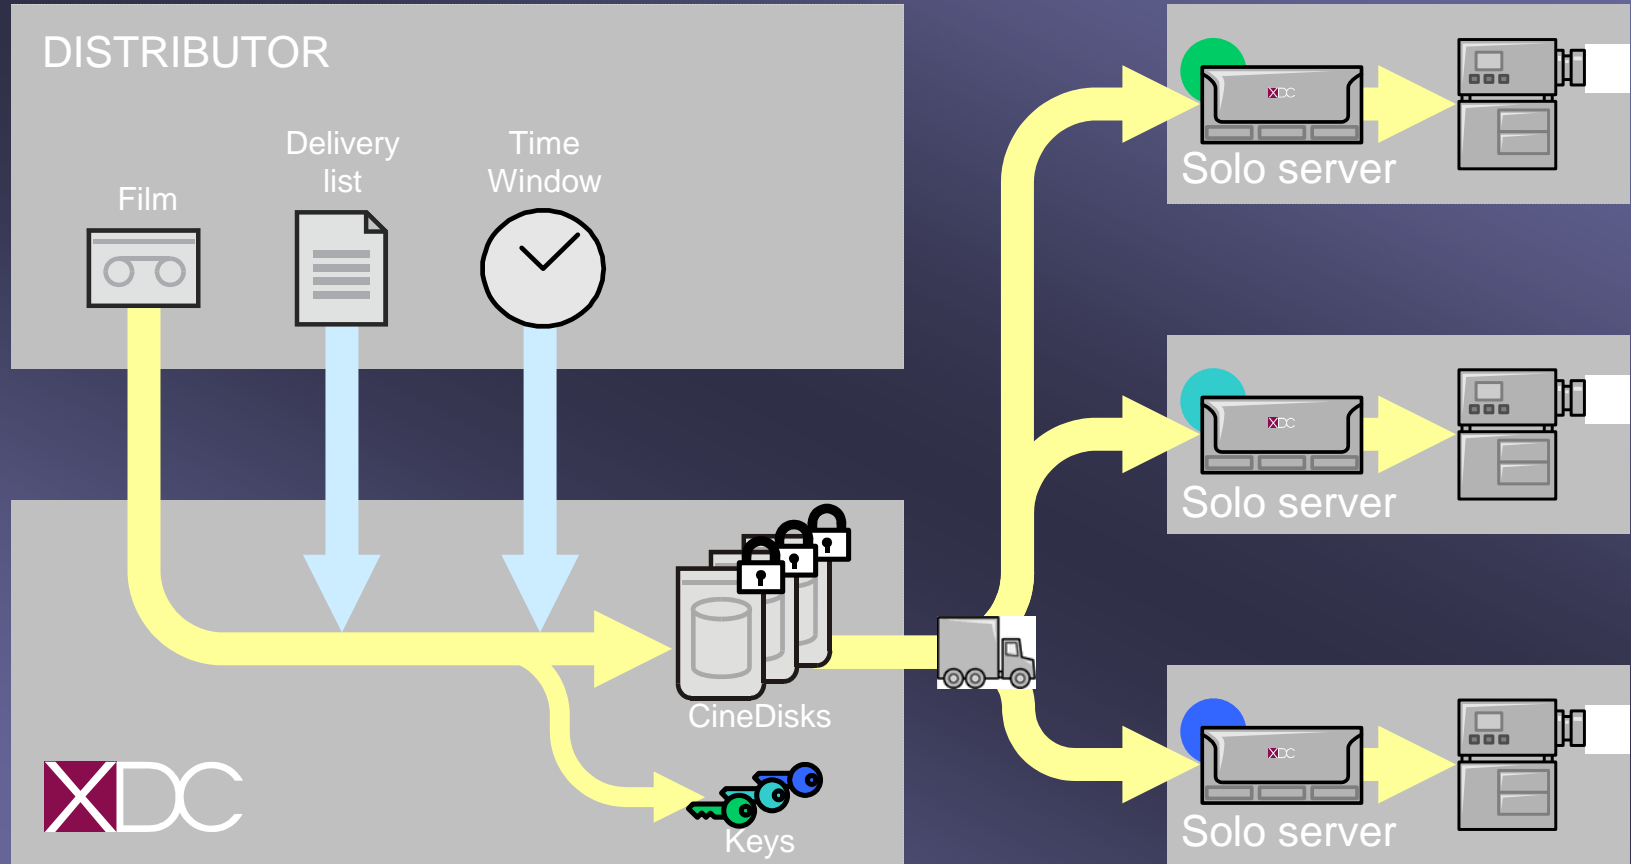 DISTRIBUTOR
Film
Delivery
list
Time
Window
CineDisks
Keys
XDC
XDC
Solo server
XDC
Solo server
XDC
Solo server